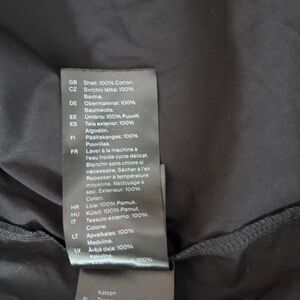 GB Shell: 100% Cotton.
CZ Svrchní látka: 100%
Bavlna.
DE Obermaterial: 100%
Baumwolle.
EE Ümbris: 100% Puuvill.
ES Tela exterior: 100%
Algodón.
FI Päälliskangas: 100%
Puuvillaa.
FR Laver à la machine à
l'eau froide cycle délicat.
Blanchir sans chlore si
nécessaire. Sécher à l'air.
Repasser à température
moyenne. Nettoyage à
sec. Extérieur: 100%
Coton.
HR Lice: 100% Pamuk.
HU Külső: 100% Pamut.
IT Tessuto esterno: 100%
Cotone.
LT Apvalkalas: 100%
Medvilnė.
LV Ārējā daļa: 100%
Kokvilna.